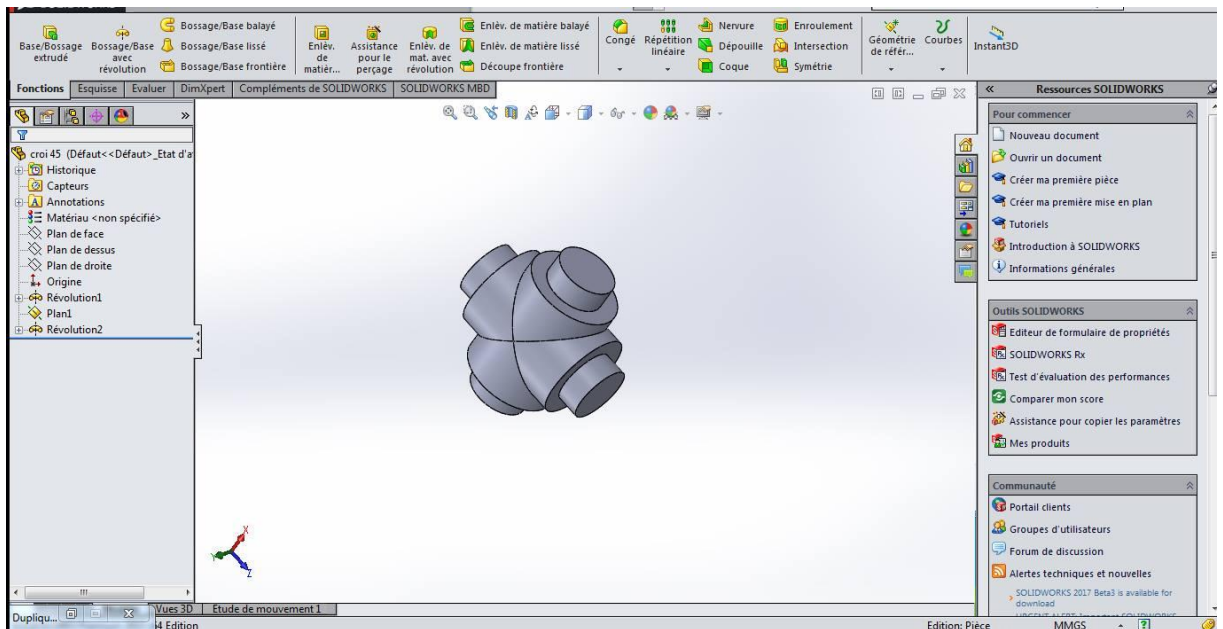 Base/Bossage
extrudé
Bossage/Base
avec
révolution
Bossage/Base balayé
Bossage/Base lissé
Bossage/Base frontière
Enlèv.
de
matièr...
Assistance
pour le
perçage
Enlèv. de
mat. avec
révolution
Enlèv. de matière balayé
Enlèv. de matière lissé
Découpe frontière
Congé
Répétition
linéaire
Nervure
Dépouille
Coque
Enroulement
Intersection
Symétrie
Géométrie
de référ...
Courbes
Instant3D
Fonctions
Esquisse
Evaluer
DimXpert
Compléments de SOLIDWORKS
SOLIDWORKS MBD
croi 45 (Défaut<<Défaut>_Etat d'a
Historique
Capteurs
Annotations
Matériau <non spécifié>
Plan de face
Plan de dessus
Plan de droite
Origine
Révolution1
Plan1
Révolution2
X
Y
Z
Ressources SOLIDWORKS
Pour commencer
Nouveau document
Ouvrir un document
Créer ma première pièce
Créer ma première mise en plan
Tutoriels
Introduction à SOLIDWORKS
Informations générales
Outils SOLIDWORKS
Editeur de formulaire de propriétés
SOLIDWORKS Rx
Test d'évaluation des performances
Comparer mon score
Assistance pour copier les paramètres
Mes produits
Communauté
Portail clients
Groupes d'utilisateurs
Forum de discussion
Alertes techniques et nouvelles
SOLIDWORKS 2017 Beta3 is available for
download
Vues 3D
Etude de mouvement 1
Dupliqu...
64 Edition
Edition: Pièce
MMGS